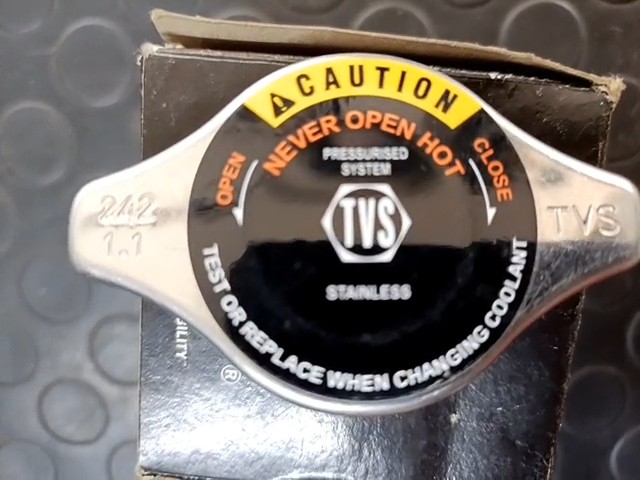 CAUTION
NEVER OPEN HOT
OPEN
PRESSURISED
SYSTEM
CLOSE
242
1.1
TVS
TVS
STAINLESS
TEST OR REPLACE WHEN CHANGING COOLANT
®